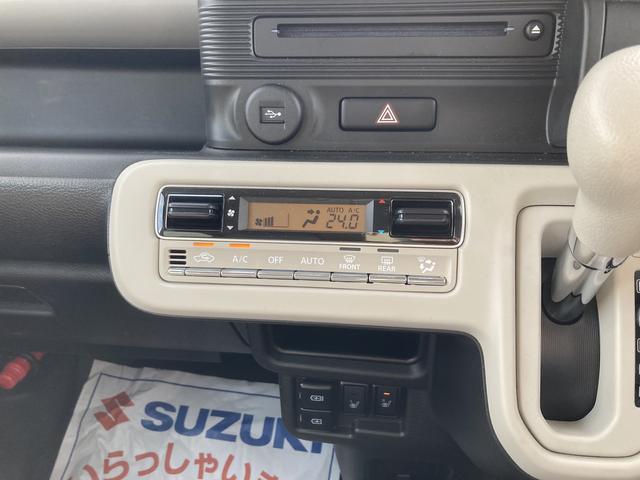 AUTO A/C
24.0
A/C OFF AUTO FRONT REAR
SUZUKI
いらっしゃいま